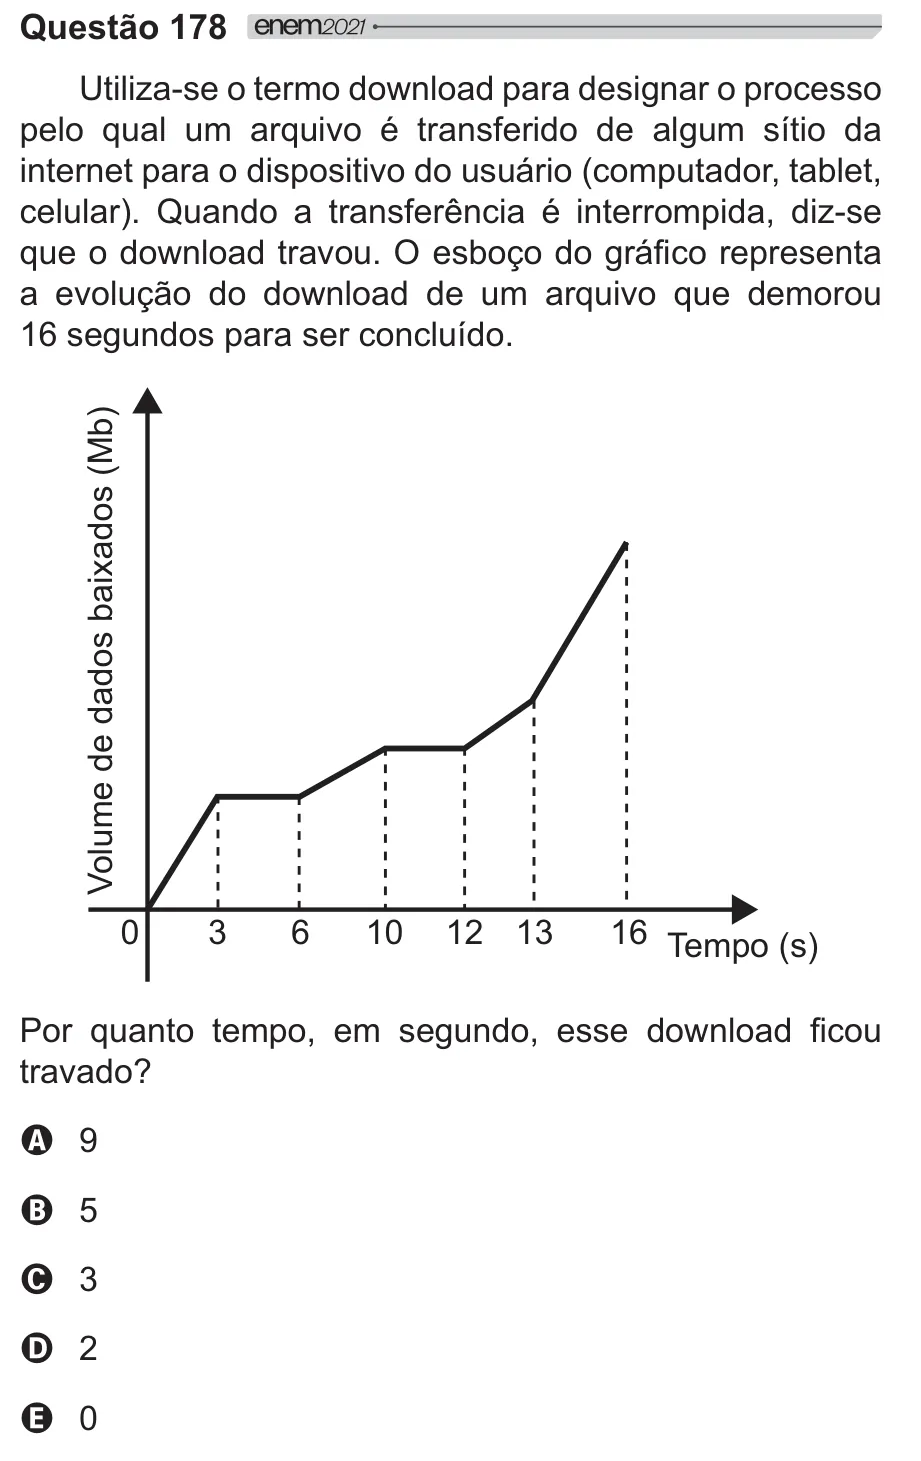 Questão 178 enem2021
Utiliza-se o termo download para designar o processo
pelo qual um arquivo é transferido de algum sítio da
internet para o dispositivo do usuário (computador, tablet,
celular). Quando a transferência é interrompida, diz-se
que o download travou. O esboço do gráfico representa
a evolução do download de um arquivo que demorou
16 segundos para ser concluído.
Volume de dados baixados (Mb)
0 3 6 10 12 13 16
Tempo (s)
Por quanto tempo, em segundo, esse download ficou
travado?
A 9
B 5
C 3
D 2
E 0